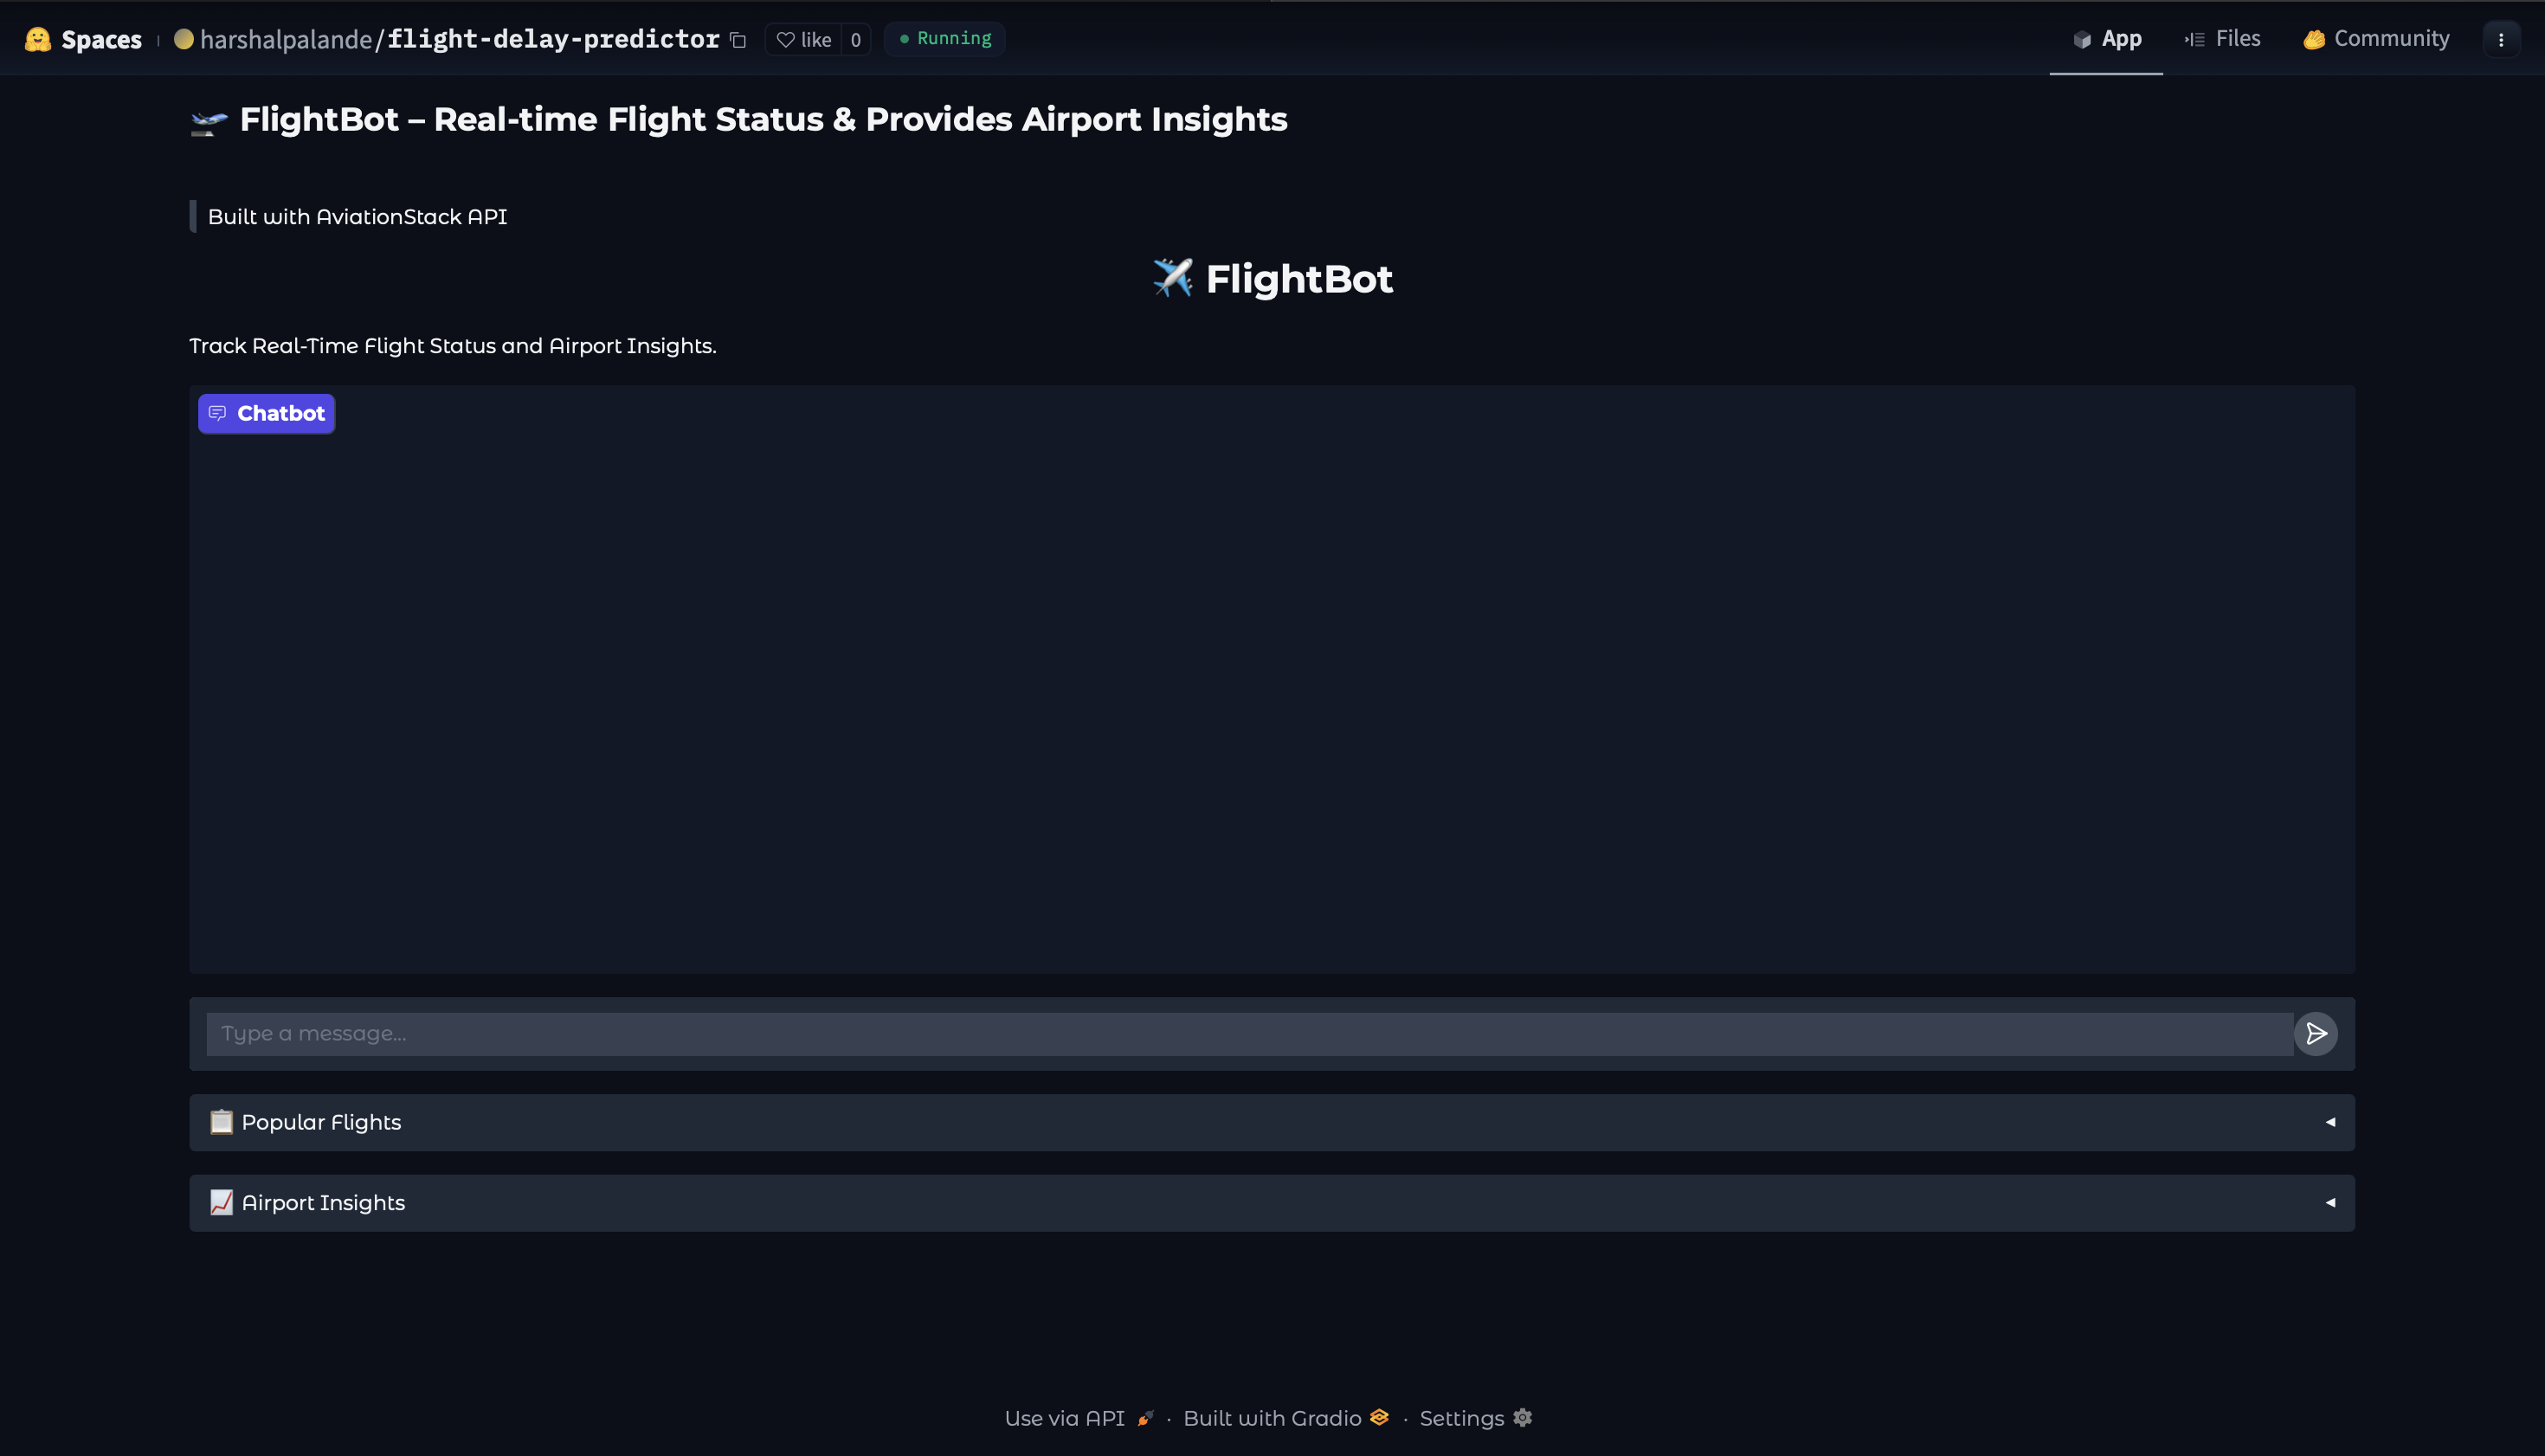 Spaces harshalpalande/flight-delay-predictor like 0 Running App Files Community
FlightBot – Real-time Flight Status & Provides Airport Insights
Built with AviationStack API
FlightBot
Track Real-Time Flight Status and Airport Insights.
Chatbot
Type a message...
Popular Flights
Airport Insights
Use via API · Built with Gradio · Settings